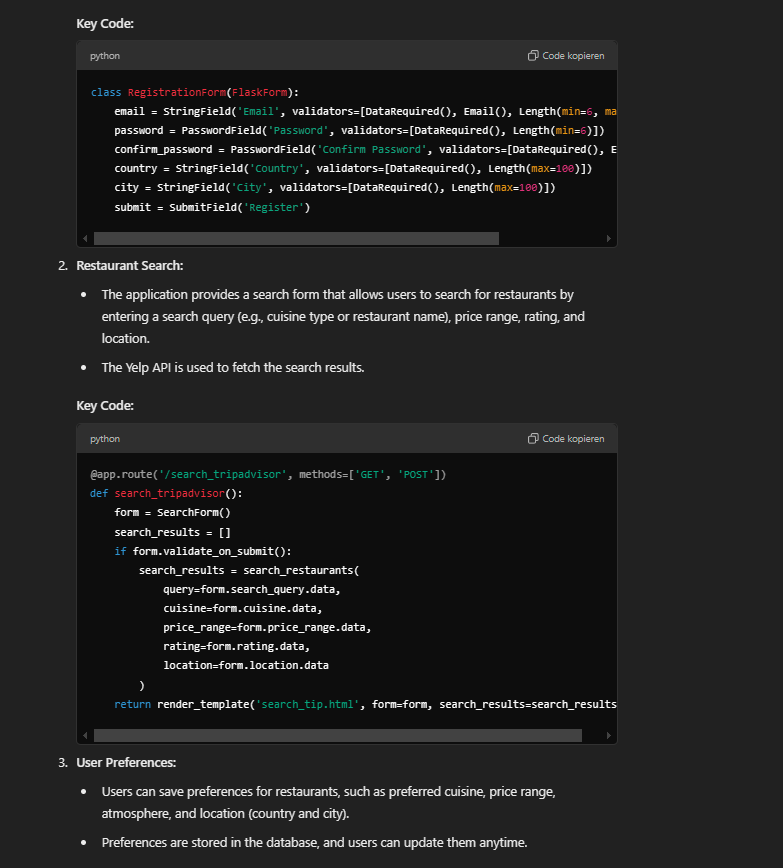 Key Code:
python
Code kopieren
class RegistrationForm(FlaskForm):
    email = StringField('Email', validators=[DataRequired(), Email(), Length(min=6, ma
    password = PasswordField('Password', validators=[DataRequired(), Length(min=6)])
    confirm_password = PasswordField('Confirm Password', validators=[DataRequired(), E
    country = StringField('Country', validators=[DataRequired(), Length(max=100)])
    city = StringField('City', validators=[DataRequired(), Length(max=100)])
    submit = SubmitField('Register')
2. Restaurant Search:
• The application provides a search form that allows users to search for restaurants by
entering a search query (e.g., cuisine type or restaurant name), price range, rating, and
location.
• The Yelp API is used to fetch the search results.
Key Code:
python
Code kopieren
@app.route('/search_tripadvisor', methods=['GET', 'POST'])
def search_tripadvisor():
    form = SearchForm()
    search_results = []
    if form.validate_on_submit():
        search_results = search_restaurants(
            query=form.search_query.data,
            cuisine=form.cuisine.data,
            price_range=form.price_range.data,
            rating=form.rating.data,
            location=form.location.data
        )
    return render_template('search_tip.html', form=form, search_results=search_results
3. User Preferences:
• Users can save preferences for restaurants, such as preferred cuisine, price range,
atmosphere, and location (country and city).
• Preferences are stored in the database, and users can update them anytime.